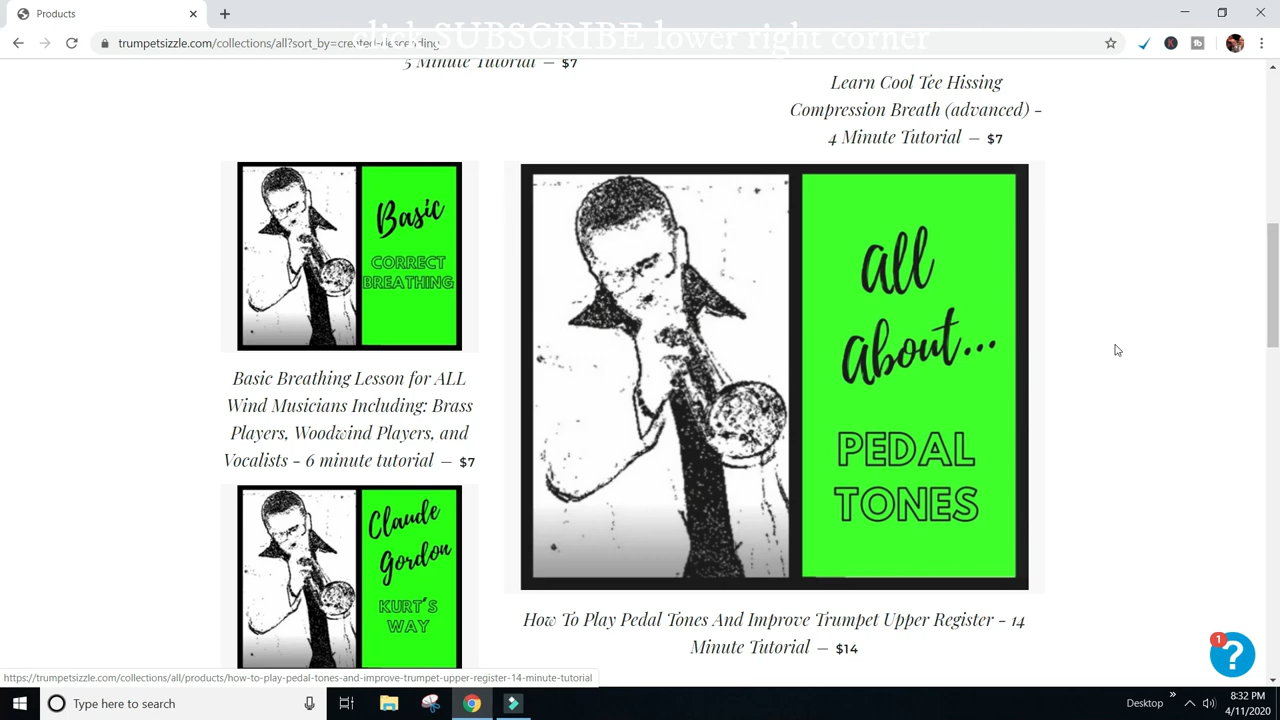 Products
click SUBSCRIBE lower right corner
trumpetsizzle.com/collections/all?sort_by=created-descending
5 Minute Tutorial — $7
Learn Cool Tee Hissing
Compression Breath (advanced) -
4 Minute Tutorial — $7
Basic
CORRECT
BREATHING
Basic Breathing Lesson for ALL
Wind Musicians Including: Brass
Players, Woodwind Players, and
Vocalists - 6 minute tutorial — $7
All
About...
PEDAL
TONES
How To Play Pedal Tones And Improve Trumpet Upper Register - 14
Minute Tutorial — $14
Claude
Gordon
KURT'S
WAY
1
?
https://trumpetsizzle.com/collections/all/products/how-to-play-pedal-tones-and-improve-trumpet-upper-register-14-minute-tutorial
Type here to search
Desktop
8:32 PM
4/11/2020